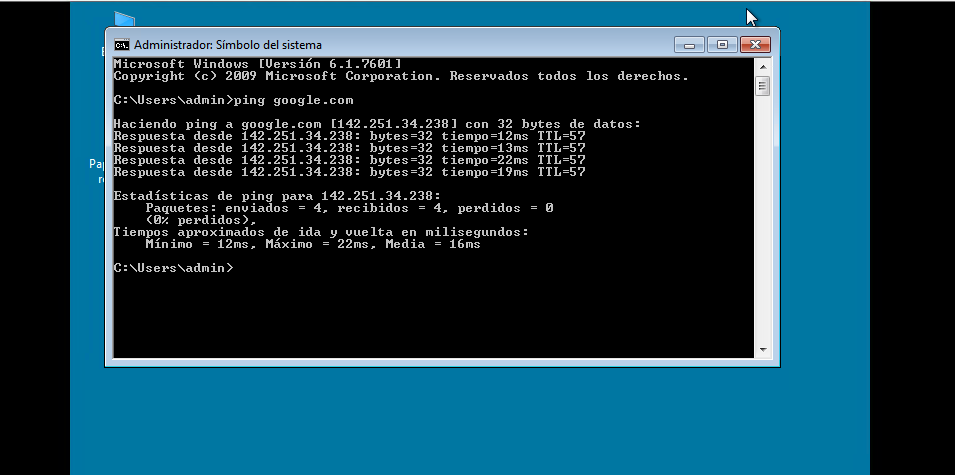 Administrador: Símbolo del sistema
Microsoft Windows [Versión 6.1.7601]
Copyright (c) 2009 Microsoft Corporation. Reservados todos los derechos.
C:\Users\admin>ping google.com
Haciendo ping a google.com [142.251.34.238] con 32 bytes de datos:
Respuesta desde 142.251.34.238: bytes=32 tiempo=12ms TTL=57
Respuesta desde 142.251.34.238: bytes=32 tiempo=13ms TTL=57
Respuesta desde 142.251.34.238: bytes=32 tiempo=22ms TTL=57
Respuesta desde 142.251.34.238: bytes=32 tiempo=19ms TTL=57
Estadísticas de ping para 142.251.34.238:
Paquetes: enviados = 4, recibidos = 4, perdidos = 0
(0% perdidos),
Tiempos aproximados de ida y vuelta en milisegundos:
Mínimo = 12ms, Máximo = 22ms, Media = 16ms
C:\Users\admin>